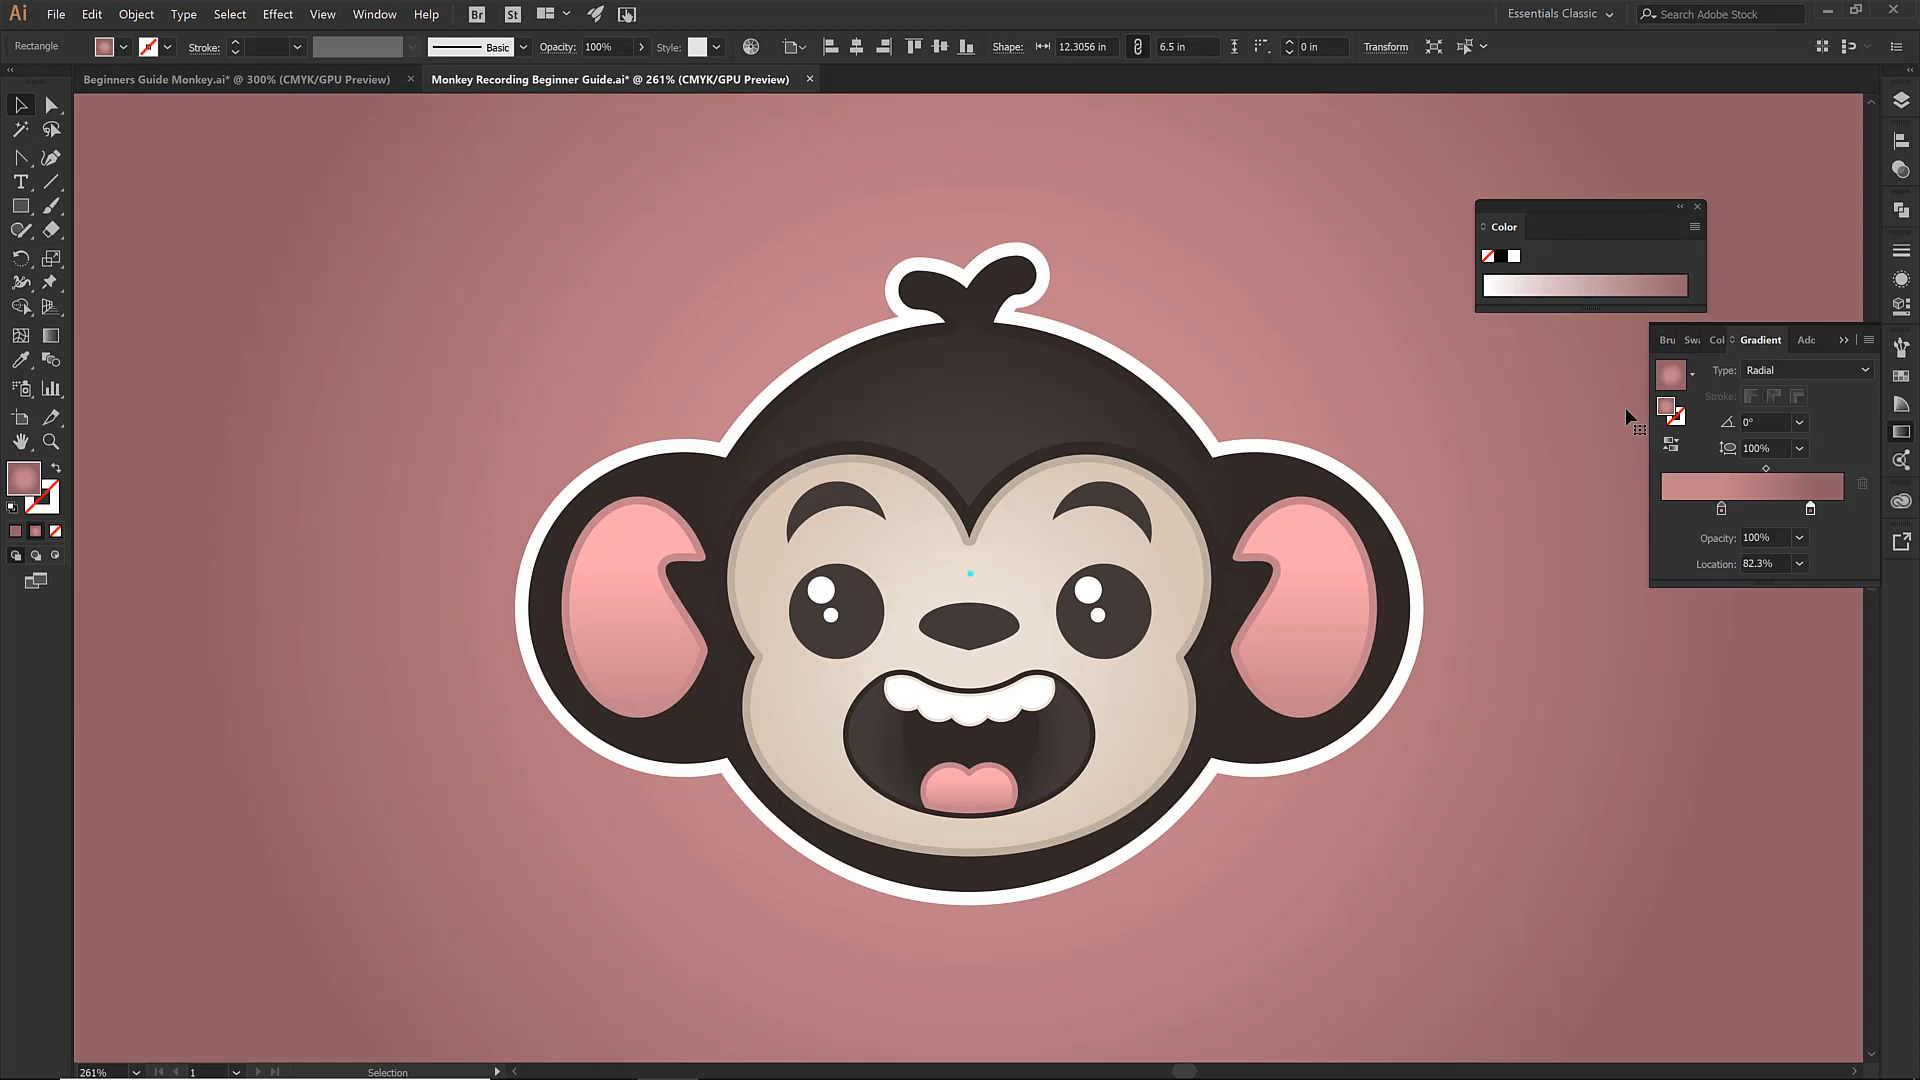 Ai File Edit Object Type Select Effect View Window Help Br St Essentials Classic Search Adobe Stock
Rectangle Stroke: Basic Opacity: 100% Style: Shape: 12.3056 in 6.5 in 0 in Transform
Beginners Guide Monkey.ai* @ 300% (CMYK/GPU Preview) × Monkey Recording Beginner Guide.ai* @ 261% (CMYK/GPU Preview) ×
Color
Bru Swa Col Gradient Adc
Type: Radial
Stroke:
0°
100%
Opacity: 100%
Location: 82.3%
261% 1 Selection